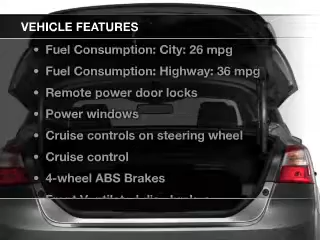 VEHICLE FEATURES
• Fuel Consumption: City: 26 mpg
• Fuel Consumption: Highway: 36 mpg
• Remote power door locks
• Power windows
• Cruise controls on steering wheel
• Cruise control
• 4-wheel ABS Brakes